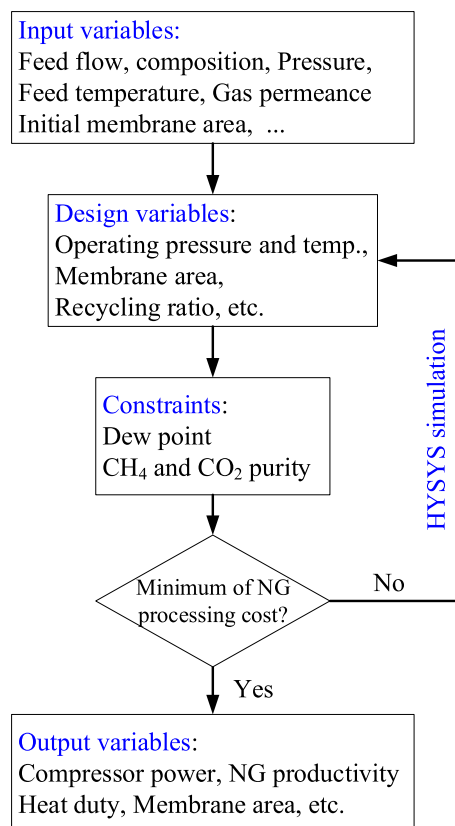 Input variables:
Feed flow, composition, Pressure,
Feed temperature, Gas permeance
Initial membrane area,  ...
Design variables:
Operating pressure and temp.,
Membrane area,
Recycling ratio, etc.
HYSYS simulation
Constraints:
Dew point
CH₄ and CO₂ purity
Minimum of NG
processing cost?
No
Yes
Output variables:
Compressor power, NG productivity
Heat duty, Membrane area, etc.